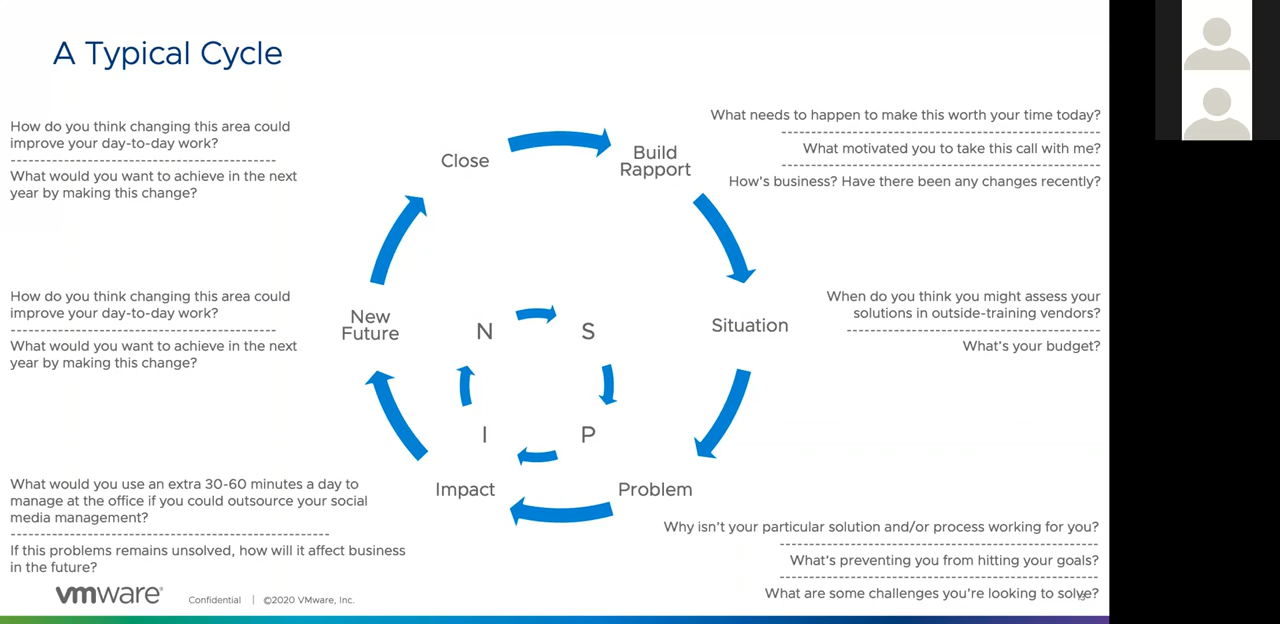 A Typical Cycle
How do you think changing this area could
improve your day-to-day work?
What would you want to achieve in the next
year by making this change?
Close
Build
Rapport
What needs to happen to make this worth your time today?
What motivated you to take this call with me?
How's business? Have there been any changes recently?
How do you think changing this area could
improve your day-to-day work?
What would you want to achieve in the next
year by making this change?
New
Future
N
S
Situation
When do you think you might assess your
solutions in outside-training vendors?
What's your budget?
I
P
Impact
Problem
What would you use an extra 30-60 minutes a day to
manage at the office if you could outsource your social
media management?
If this problems remains unsolved, how will it affect business
in the future?
Why isn't your particular solution and/or process working for you?
What's preventing you from hitting your goals?
What are some challenges you're looking to solve?
vmware®
Confidential | ©2020 VMware, Inc.